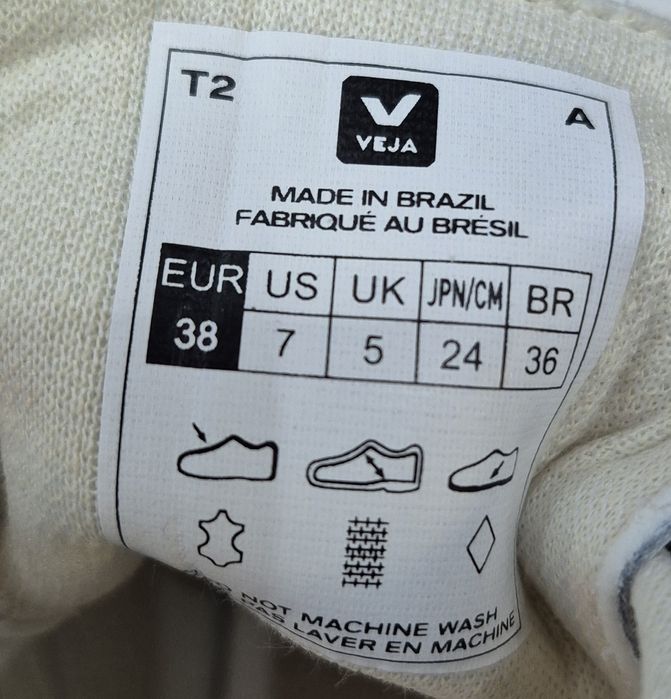 T2
VEJA
A
MADE IN BRAZIL
FABRIQUÉ AU BRÉSIL
EUR US UK JPN/CM BR
38 7 5 24 36
NOT MACHINE WASH
PAS LAVER EN MACHINE